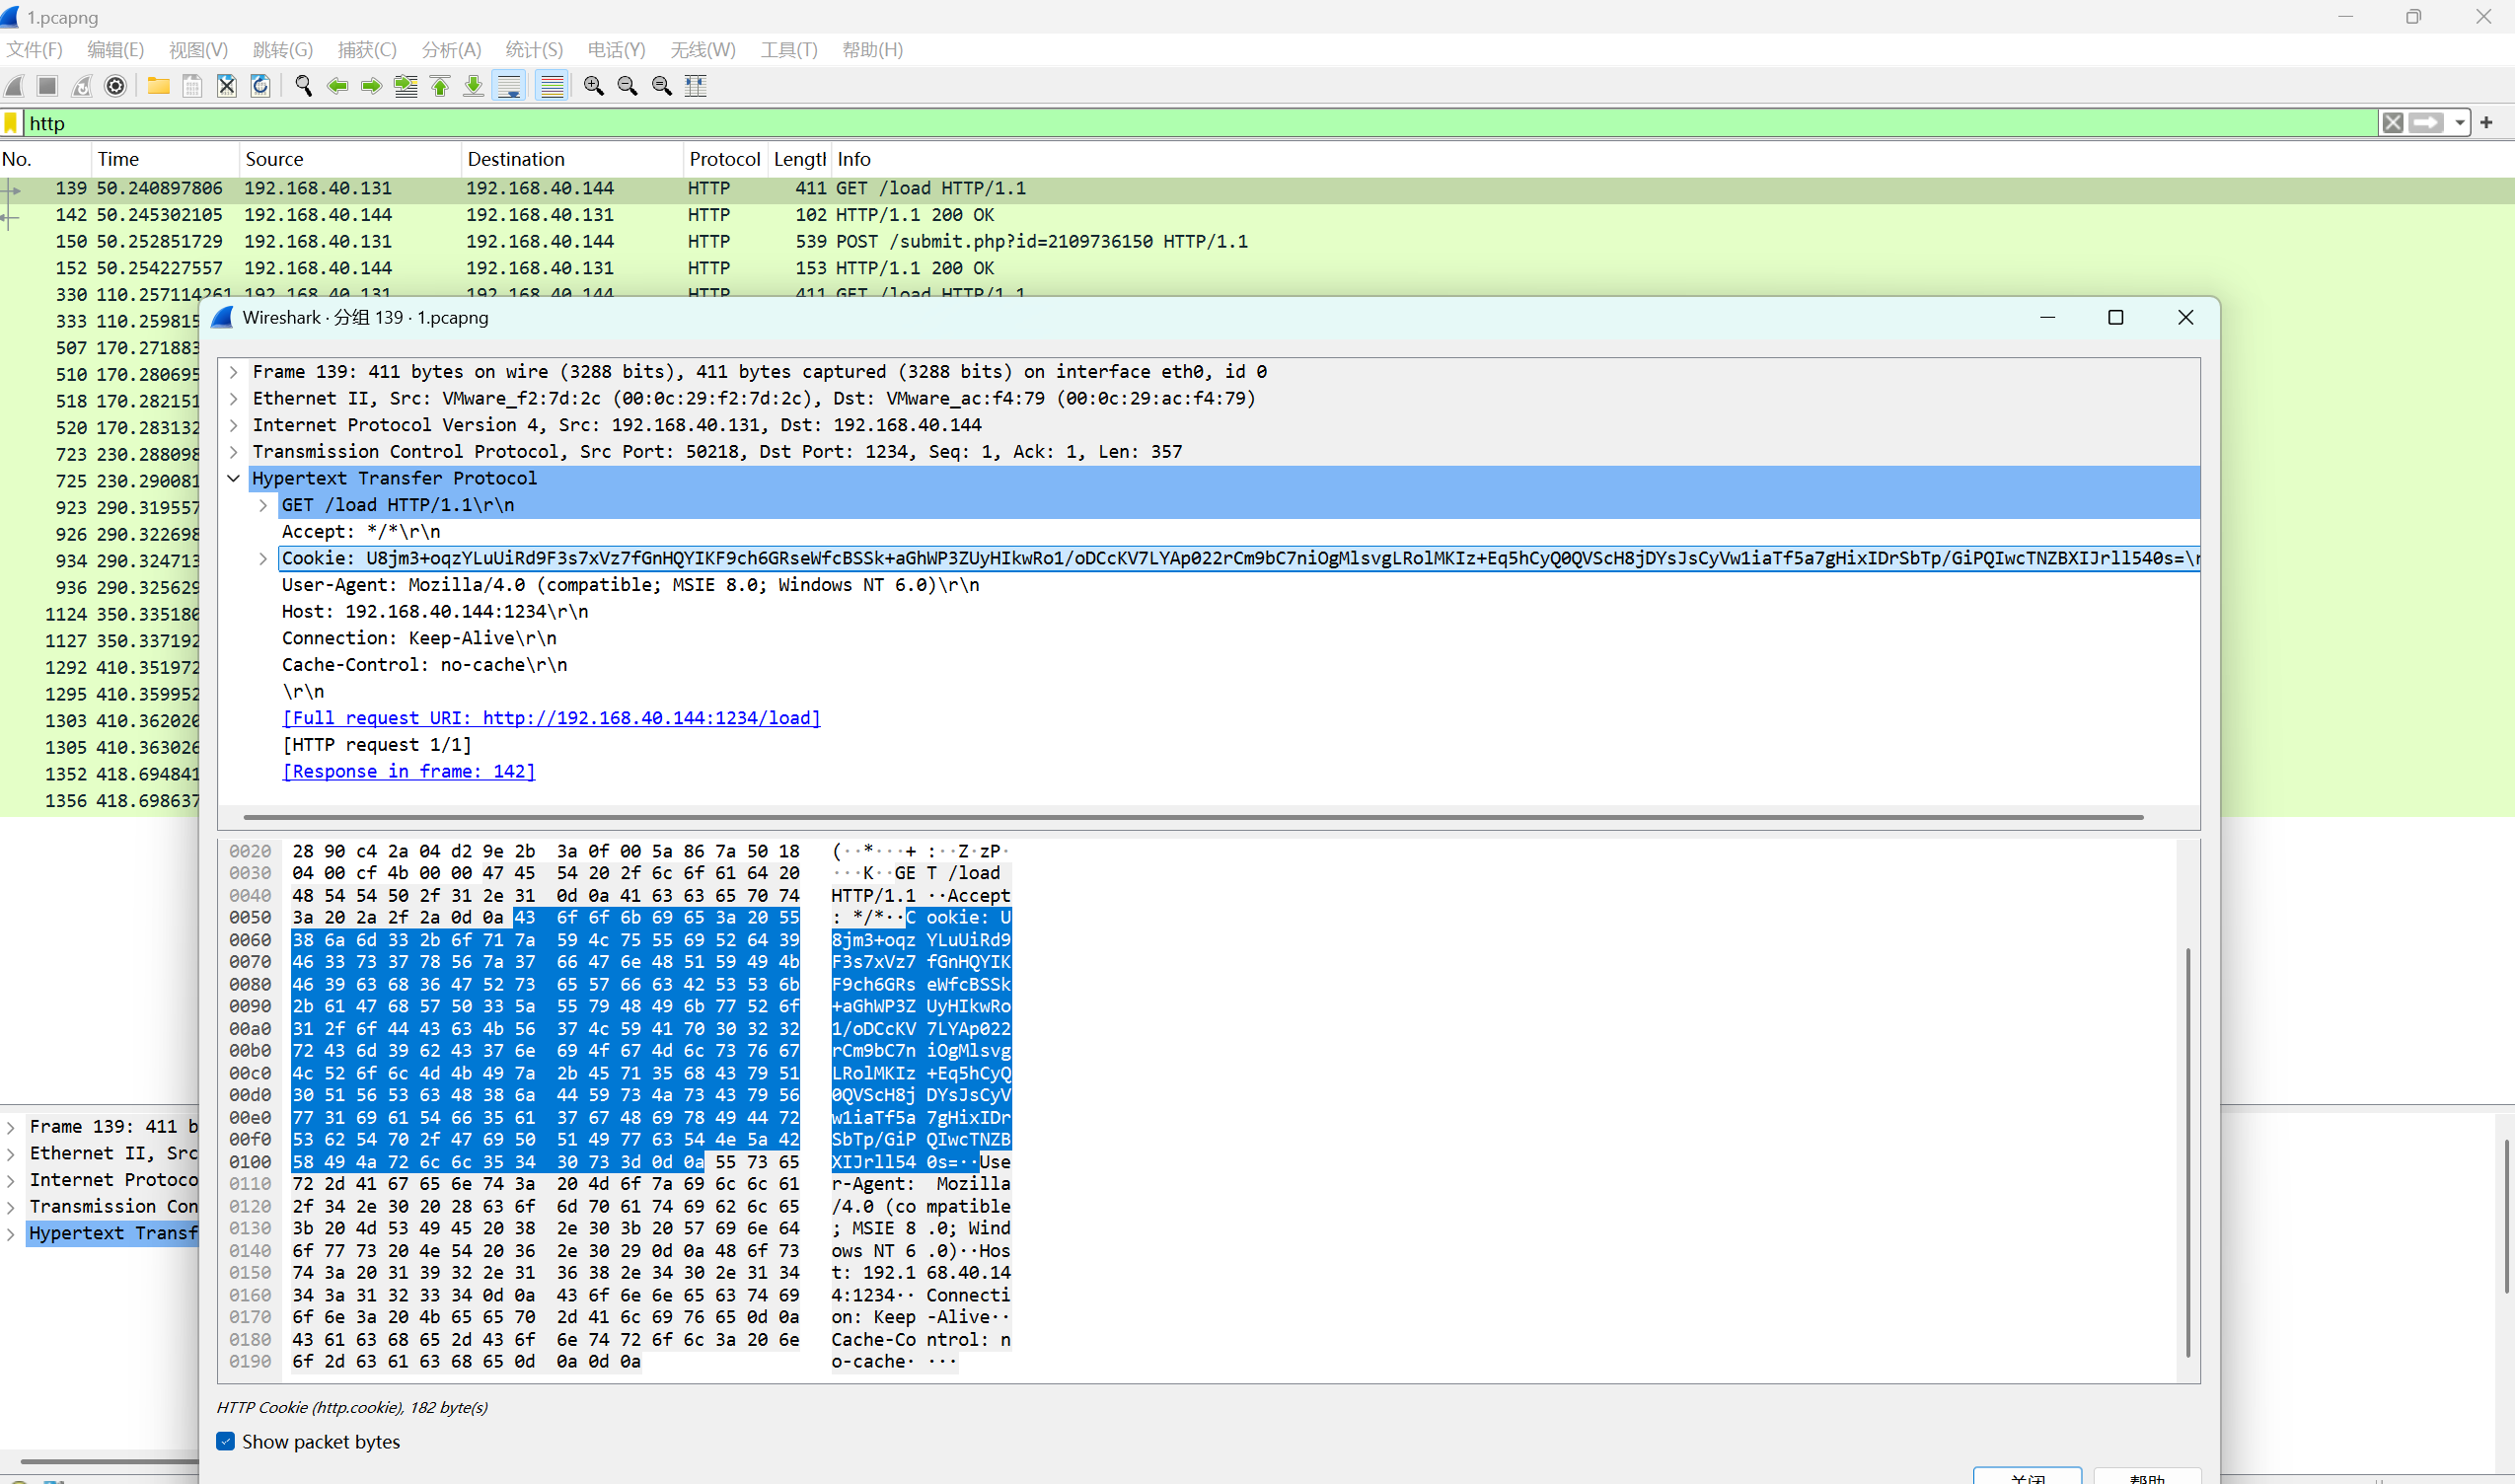 1.pcapng
文件(F) 编辑(E) 视图(V) 跳转(G) 捕获(C) 分析(A) 统计(S) 电话(Y) 无线(W) 工具(T) 帮助(H)
http
No. Time Source Destination Protocol Lengtl Info
139 50.240897806 192.168.40.131 192.168.40.144 HTTP 411 GET /load HTTP/1.1
142 50.245302105 192.168.40.144 192.168.40.131 HTTP 102 HTTP/1.1 200 OK
150 50.252851729 192.168.40.131 192.168.40.144 HTTP 539 POST /submit.php?id=2109736150 HTTP/1.1
152 50.254227557 192.168.40.144 192.168.40.131 HTTP 153 HTTP/1.1 200 OK
330 110.257114261 192.168.40.131 192.168.40.144 HTTP 411 GET /load HTTP/1.1
333 110.259815
507 170.271883
510 170.280695
518 170.282151
520 170.283132
723 230.288098
725 230.290081
923 290.319557
926 290.322698
934 290.324713
936 290.325629
1124 350.335180
1127 350.337192
1292 410.351972
1295 410.359952
1303 410.362020
1305 410.363026
1352 418.694841
1356 418.698637
Frame 139: 411 b
Ethernet II, Src
Internet Protoco
Transmission Con
Hypertext Transf
Wireshark · 分组 139 · 1.pcapng
Frame 139: 411 bytes on wire (3288 bits), 411 bytes captured (3288 bits) on interface eth0, id 0
Ethernet II, Src: VMware_f2:7d:2c (00:0c:29:f2:7d:2c), Dst: VMware_ac:f4:79 (00:0c:29:ac:f4:79)
Internet Protocol Version 4, Src: 192.168.40.131, Dst: 192.168.40.144
Transmission Control Protocol, Src Port: 50218, Dst Port: 1234, Seq: 1, Ack: 1, Len: 357
Hypertext Transfer Protocol
GET /load HTTP/1.1\r\n
Accept: */*\r\n
Cookie: U8jm3+oqzYLuUiRd9F3s7xVz7fGnHQYIKF9ch6GRseWfcBSSk+aGhWP3ZUyHIkwRo1/oDCcKV7LYAp022rCm9bC7niOgMlsvgLRolMKIz+Eq5hCyQ0QVScH8jDYsJsCyVw1iaTf5a7gHixIDrSbTp/GiPQIwcTNZBXIJrll540s=\r
User-Agent: Mozilla/4.0 (compatible; MSIE 8.0; Windows NT 6.0)\r\n
Host: 192.168.40.144:1234\r\n
Connection: Keep-Alive\r\n
Cache-Control: no-cache\r\n
\r\n
[Full request URI: http://192.168.40.144:1234/load]
[HTTP request 1/1]
[Response in frame: 142]
0020 28 90 c4 2a 04 d2 9e 2b 3a 0f 00 5a 86 7a 50 18 (··*···+ :··Z·zP·
0030 04 00 cf 4b 00 00 47 45 54 20 2f 6c 6f 61 64 20 ···K··GE T /load
0040 48 54 54 50 2f 31 2e 31 0d 0a 41 63 63 65 70 74 HTTP/1.1 ··Accept
0050 3a 20 2a 2f 2a 0d 0a 43 6f 6f 6b 69 65 3a 20 55 : */*··C ookie: U
0060 38 6a 6d 33 2b 6f 71 7a 59 4c 75 55 69 52 64 39 8jm3+oqz YLuUiRd9
0070 46 33 73 37 78 56 7a 37 66 47 6e 48 51 59 49 4b F3s7xVz7 fGnHQYIK
0080 46 39 63 68 36 47 52 73 65 57 66 63 42 53 53 6b F9ch6GRs eWfcBSSk
0090 2b 61 47 68 57 50 33 5a 55 79 48 49 6b 77 52 6f +aGhWP3Z UyHIkwRo
00a0 31 2f 6f 44 43 63 4b 56 37 4c 59 41 70 30 32 32 1/oDCcKV 7LYAp022
00b0 72 43 6d 39 62 43 37 6e 69 4f 67 4d 6c 73 76 67 rCm9bC7n iOgMlsvg
00c0 4c 52 6f 6c 4d 4b 49 7a 2b 45 71 35 68 43 79 51 LRolMKIz +Eq5hCyQ
00d0 30 51 56 53 63 48 38 6a 44 59 73 4a 73 43 79 56 0QVScH8j DYsJsCyV
00e0 77 31 69 61 54 66 35 61 37 67 48 69 78 49 44 72 w1iaTf5a 7gHixIDr
00f0 53 62 54 70 2f 47 69 50 51 49 77 63 54 4e 5a 42 SbTp/GiP QIwcTNZB
0100 58 49 4a 72 6c 6c 35 34 30 73 3d 0d 0a 55 73 65 XIJrll54 0s=··Use
0110 72 2d 41 67 65 6e 74 3a 20 4d 6f 7a 69 6c 6c 61 r-Agent: Mozilla
0120 2f 34 2e 30 20 28 63 6f 6d 70 61 74 69 62 6c 65 /4.0 (co mpatible
0130 3b 20 4d 53 49 45 20 38 2e 30 3b 20 57 69 6e 64 ; MSIE 8 .0; Wind
0140 6f 77 73 20 4e 54 20 36 2e 30 29 0d 0a 48 6f 73 ows NT 6 .0)··Hos
0150 74 3a 20 31 39 32 2e 31 36 38 2e 34 30 2e 31 34 t: 192.1 68.40.14
0160 34 3a 31 32 33 34 0d 0a 43 6f 6e 6e 65 63 74 69 4:1234·· Connecti
0170 6f 6e 3a 20 4b 65 65 70 2d 41 6c 69 76 65 0d 0a on: Keep -Alive··
0180 43 61 63 68 65 2d 43 6f 6e 74 72 6f 6c 3a 20 6e Cache-Co ntrol: n
0190 6f 2d 63 61 63 68 65 0d 0a 0d 0a o-cache· ···
HTTP Cookie (http.cookie), 182 byte(s)
Show packet bytes
关闭 帮助